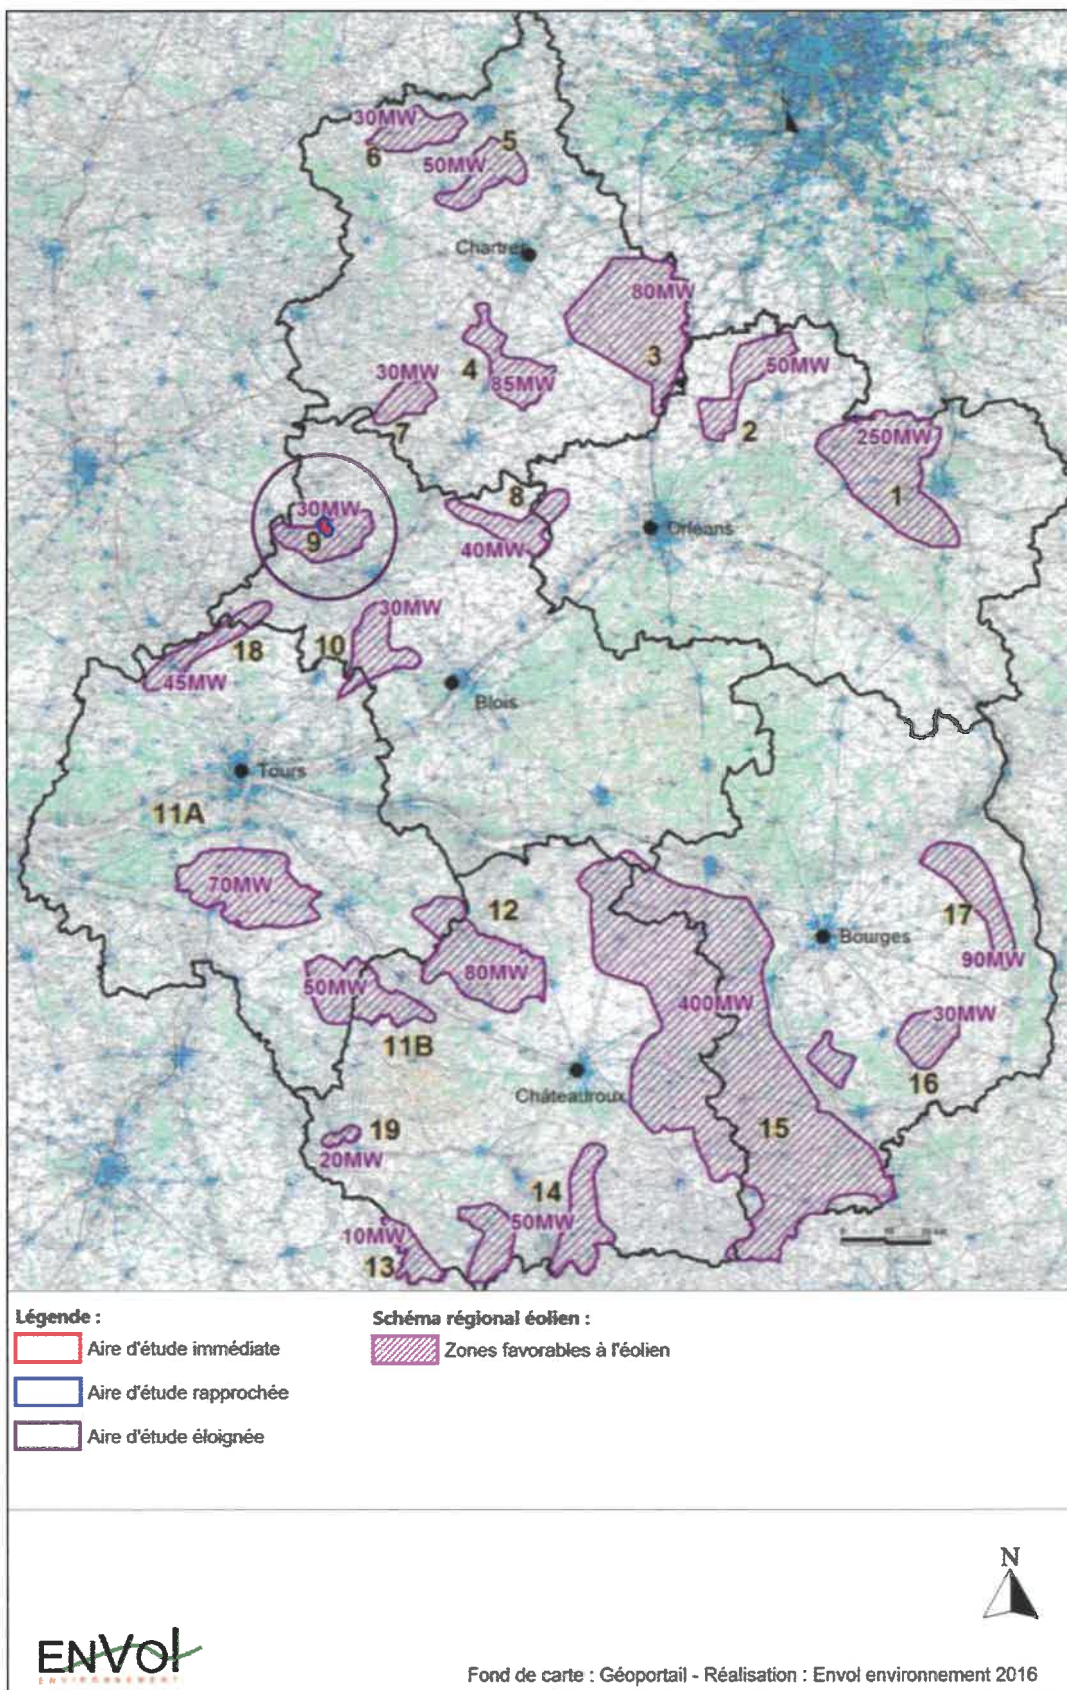 30MW
6
5
50MW
Chartres
80MW
3
4
85MW
30MW
7
50MW
2
250MW
1
8
40MW
Orléans
30MW
9
30MW
10
18
45MW
Blois
Tours
11A
70MW
12
80MW
50MW
11B
400MW
Bourges
17
90MW
30MW
16
Châteauroux
15
19
20MW
14
50MW
10MW
13
Légende :
Aire d'étude immédiate
Aire d'étude rapprochée
Aire d'étude éloignée
Schéma régional éolien :
Zones favorables à l'éolien
N
ENVOl
ENVIRONNEMENT
Fond de carte : Géoportail - Réalisation : Envol environnement 2016